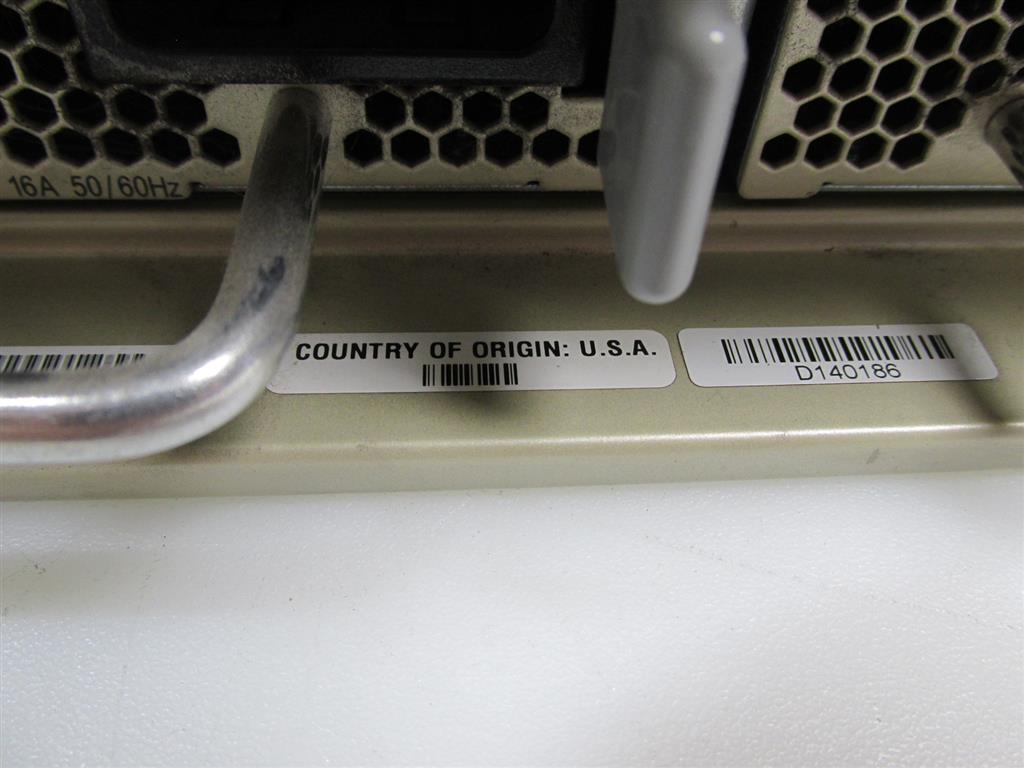 16A 50/60Hz
COUNTRY OF ORIGIN: U.S.A.
D140186